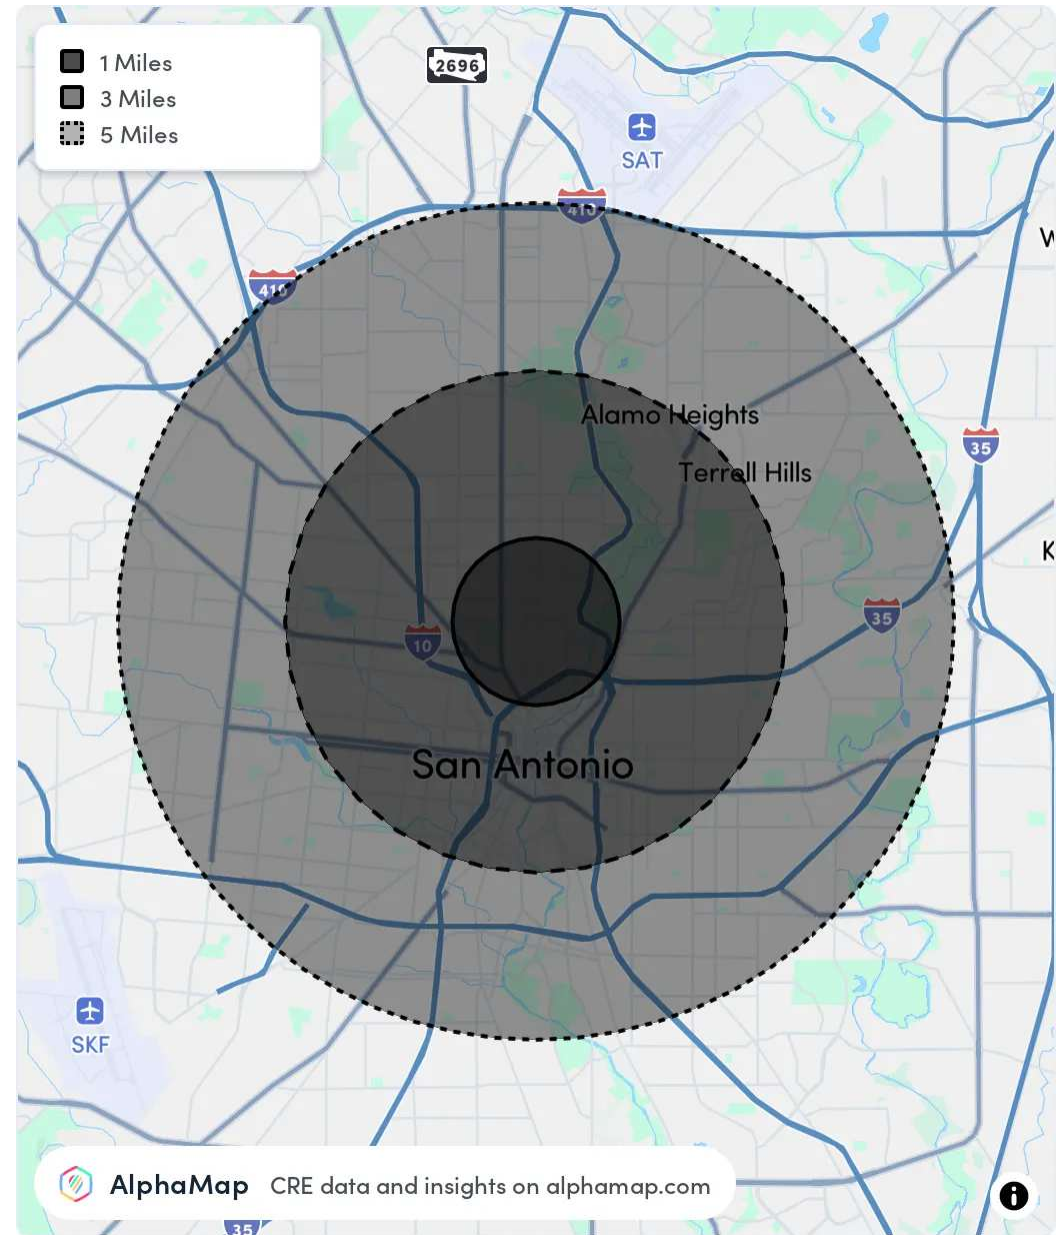 1 Miles
3 Miles
5 Miles
2696
SAT
410
410
W
Alamo Heights
Terrell Hills
35
K
35
10
San Antonio
SKF
AlphaMap CRE data and insights on alphamap.com
35